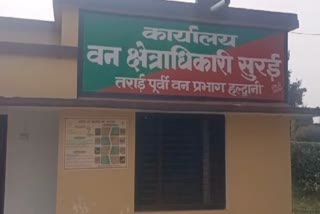 कार्यालय
वन क्षेत्राधिकारी सुरई
तराई पूर्वी वन प्रभाग हल्द्वानी